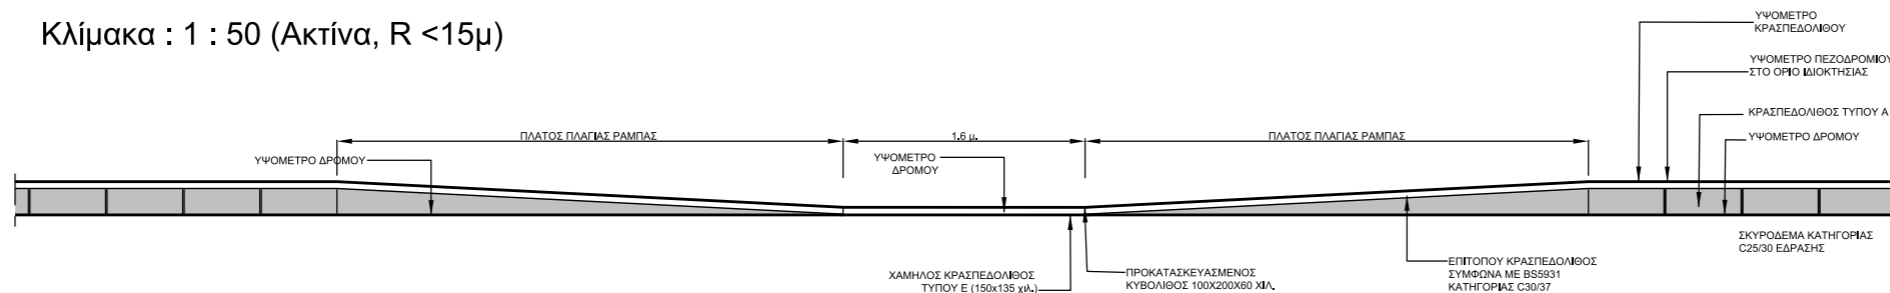 Κλίμακα : 1 : 50 (Ακτίνα, R <15μ)
ΥΨΟΜΕΤΡΟ
ΚΡΑΣΠΕΔΟΛΙΘΟΥ
ΥΨΟΜΕΤΡΟ ΠΕΖΟΔΡΟΜΙΟΥ
ΣΤΟ ΟΡΙΟ ΙΔΙΟΚΤΗΣΙΑΣ
ΚΡΑΣΠΕΔΟΛΙΘΟΣ ΤΥΠΟΥ Α
ΥΨΟΜΕΤΡΟ ΔΡΟΜΟΥ
ΠΛΑΤΟΣ ΠΛΑΓΙΑΣ ΡΑΜΠΑΣ
1.6 μ.
ΠΛΑΤΟΣ ΠΛΑΓΙΑΣ ΡΑΜΠΑΣ
ΥΨΟΜΕΤΡΟ ΔΡΟΜΟΥ
ΥΨΟΜΕΤΡΟ
ΔΡΟΜΟΥ
ΣΚΥΡΟΔΕΜΑ ΚΑΤΗΓΟΡΙΑΣ
C25/30 ΕΔΡΑΣΗΣ
ΧΑΜΗΛΟΣ ΚΡΑΣΠΕΔΟΛΙΘΟΣ
ΤΥΠΟΥ Ε (150x135 χιλ.)
ΠΡΟΚΑΤΑΣΚΕΥΑΣΜΕΝΟΣ
ΚΥΒΟΛΙΘΟΣ 100Χ200Χ60 ΧΙΛ.
ΕΠΙΤΟΠΟΥ ΚΡΑΣΠΕΔΟΛΙΘΟΣ
ΣΥΜΦΩΝΑ ΜΕ BS5931
ΚΑΤΗΓΟΡΙΑΣ C30/37